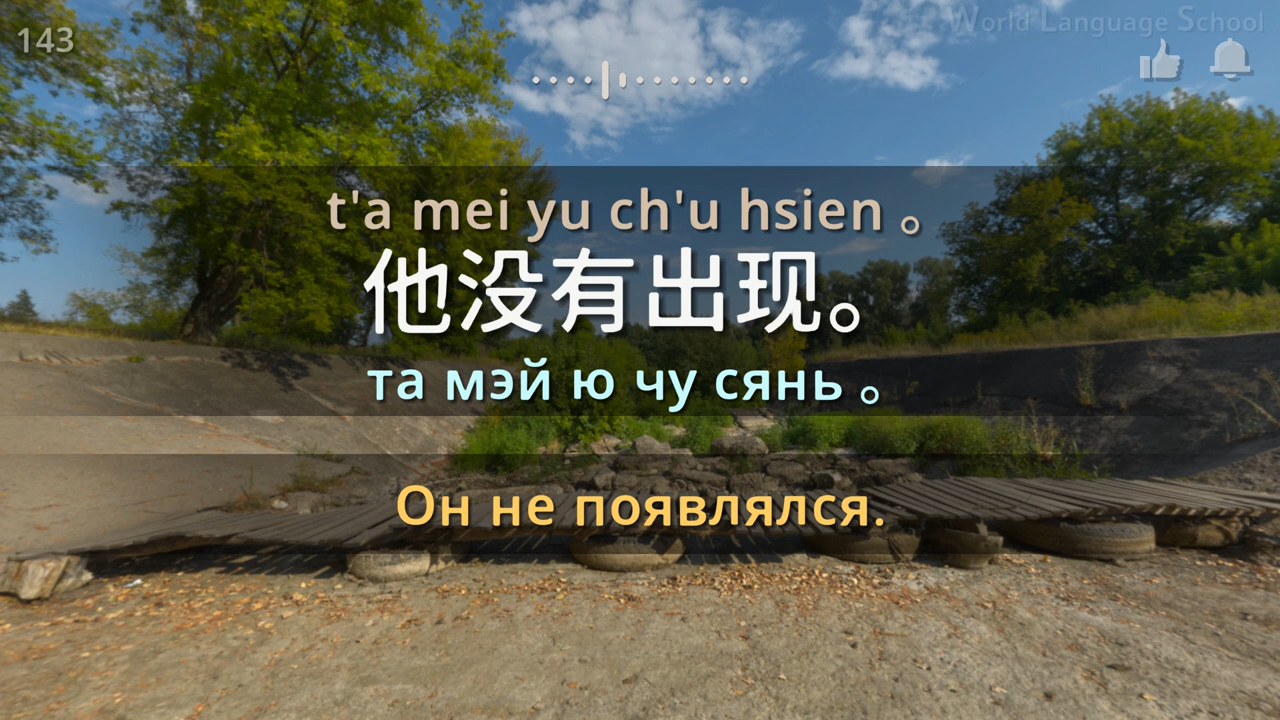 143
World Language School
t'a mei yu ch'u hsien 。
他没有出现。
та мэй ю чу сянь 。
Он не появлялся.